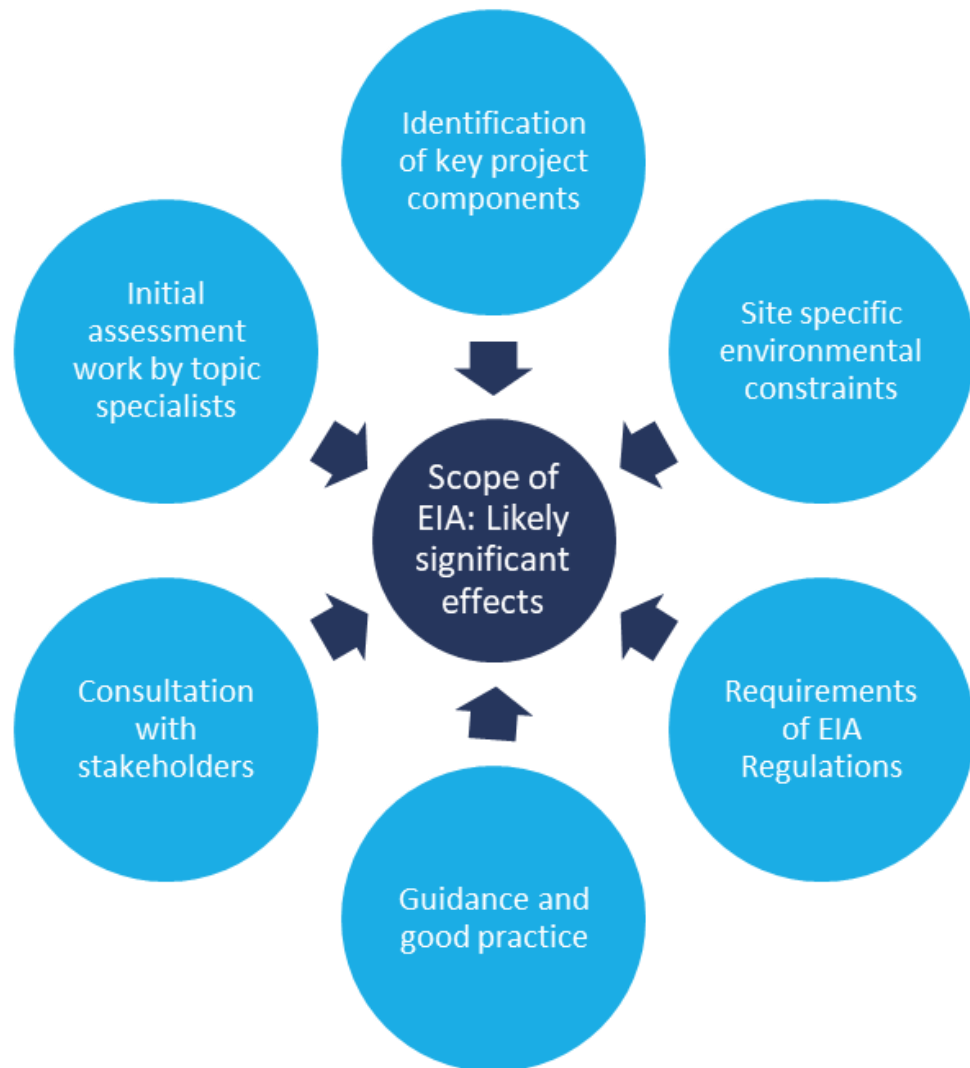 Identification
of key project
components
Site specific
environmental
constraints
Requirements
of EIA
Regulations
Guidance and
good practice
Consultation
with
stakeholders
Initial
assessment
work by topic
specialists
Scope of
EIA: Likely
significant
effects